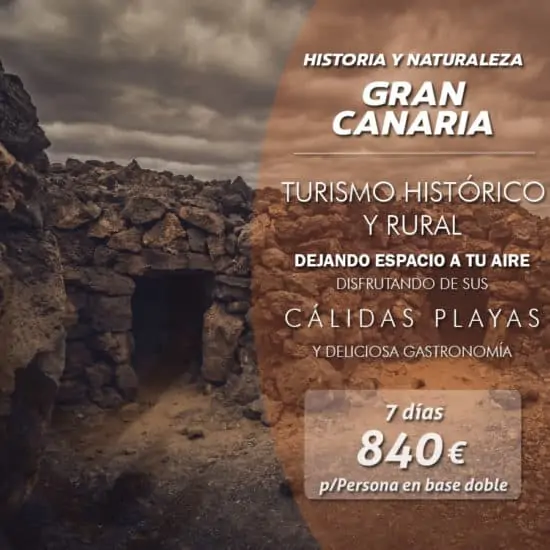 HISTORIA Y NATURALEZA
GRAN
CANARIA
TURISMO HISTÓRICO
Y RURAL
DEJANDO ESPACIO A TU AIRE
DISFRUTANDO DE SUS
CÁLIDAS PLAYAS
Y DELICIOSA GASTRONOMÍA
7 días
840€
p/Persona en base doble